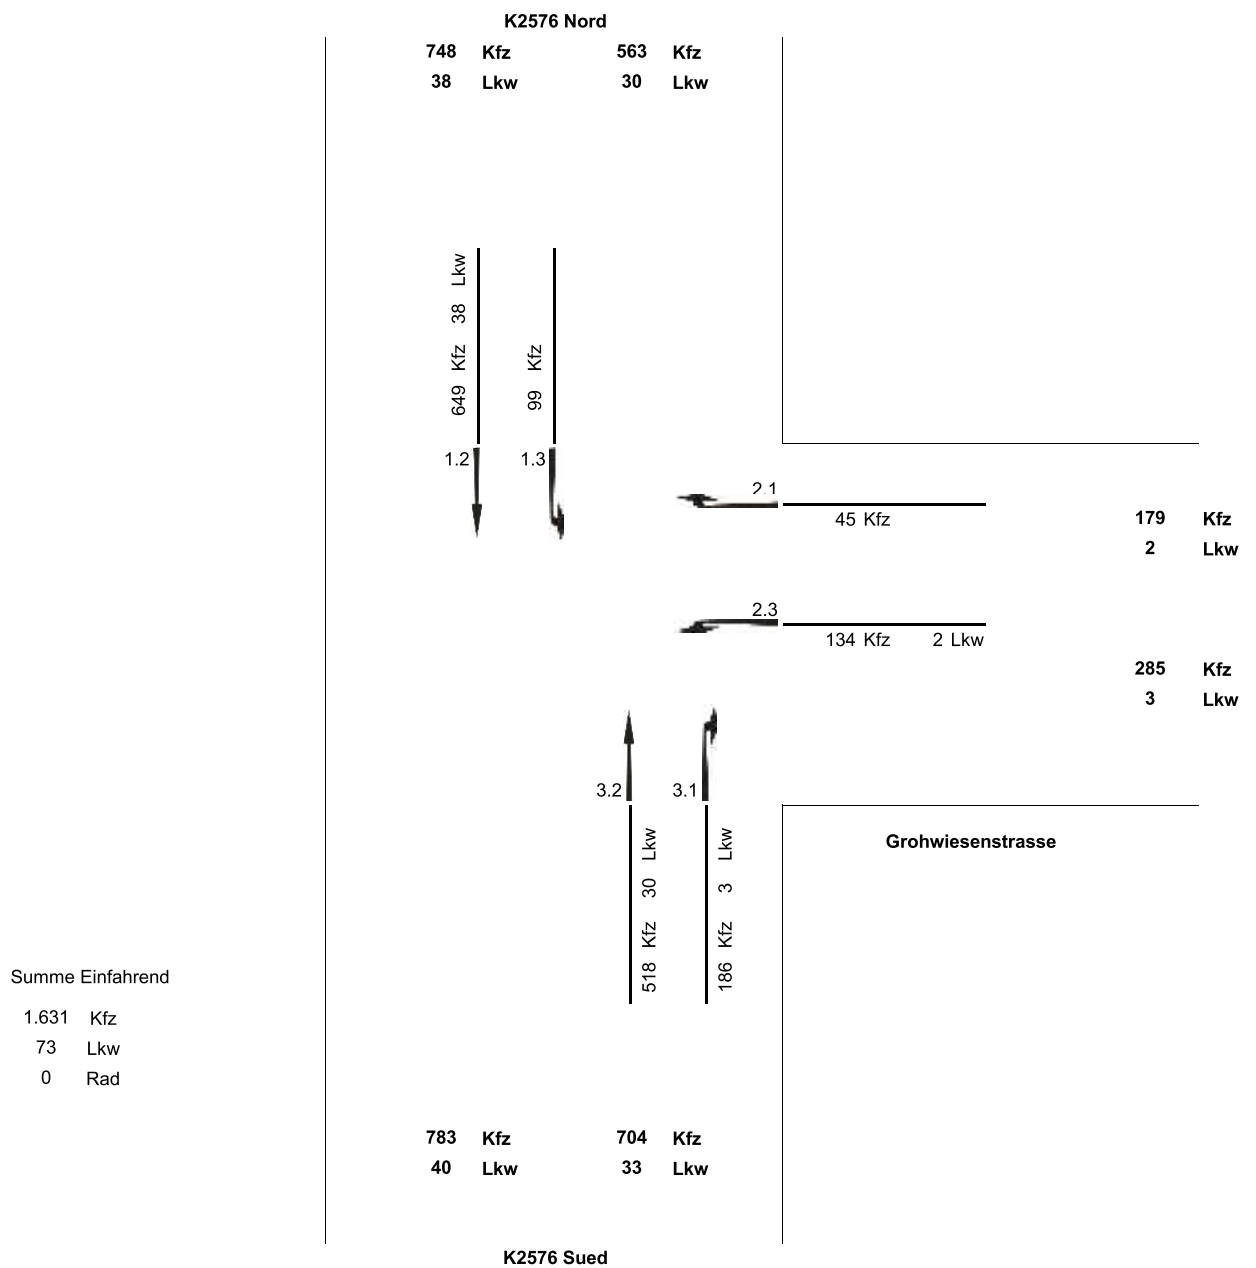 K2576 Nord
748 Kfz 563 Kfz
38 Lkw 30 Lkw
649 Kfz 38 Lkw
99 Kfz
1.2
1.3
2.1
45 Kfz
179 Kfz
2 Lkw
2.3
134 Kfz 2 Lkw
285 Kfz
3 Lkw
3.2
3.1
518 Kfz 30 Lkw
186 Kfz 3 Lkw
Grohwiesenstrasse
Summe Einfahrend
1.631 Kfz
73 Lkw
0 Rad
783 Kfz 704 Kfz
40 Lkw 33 Lkw
K2576 Sued